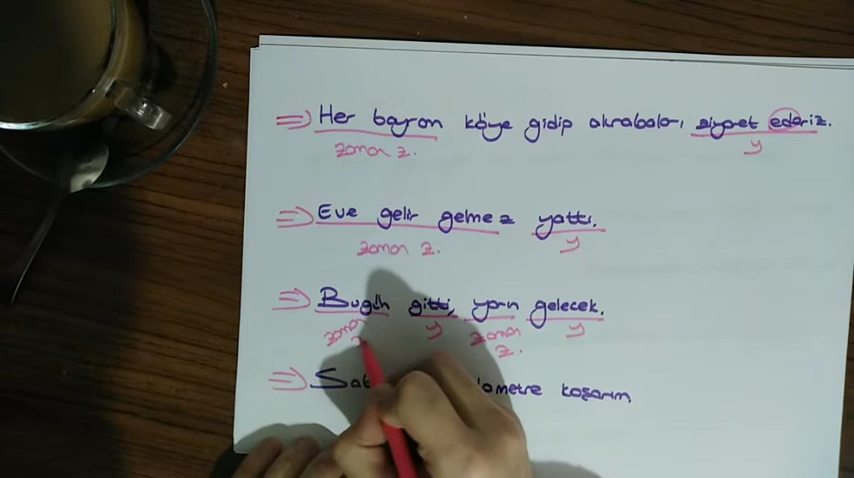 ⇒ Her bayram köye gidip akrabaları ziyaret ederiz.
zaman z. y
⇒ Eve gelir gelmez yattı.
zaman z. y
⇒ Bugün gitti, yarın gelecek.
zaman z. y zaman z. y
⇒ koşarım